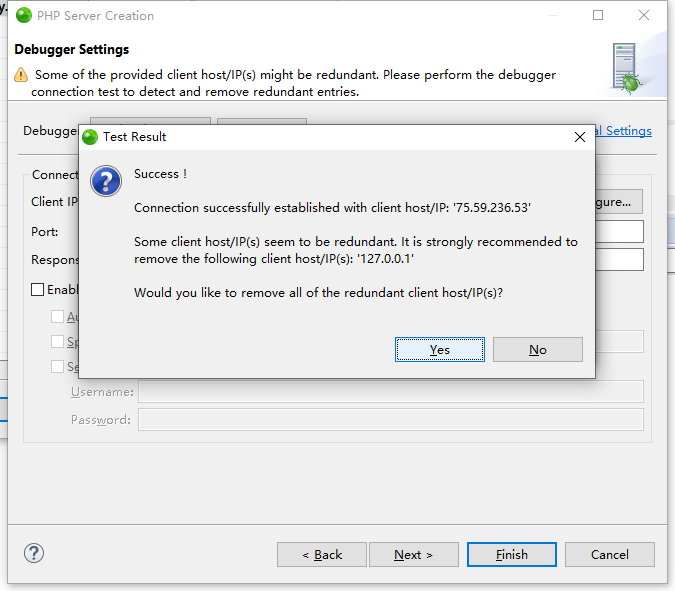 PHP Server Creation
Debugger Settings
Some of the provided client host/IP(s) might be redundant. Please perform the debugger
connection test to detect and remove redundant entries.
Debugge
al Settings
Test Result
Success !
Connection successfully established with client host/IP: '75.59.236.53'
Some client host/IP(s) seem to be redundant. It is strongly recommended to
remove the following client host/IP(s): '127.0.0.1'
Would you like to remove all of the redundant client host/IP(s)?
Yes
No
Connect
Client IP
gure...
Port:
Respons
Enabl
Au
Sp
Se
Username:
Password:
< Back
Next >
Finish
Cancel